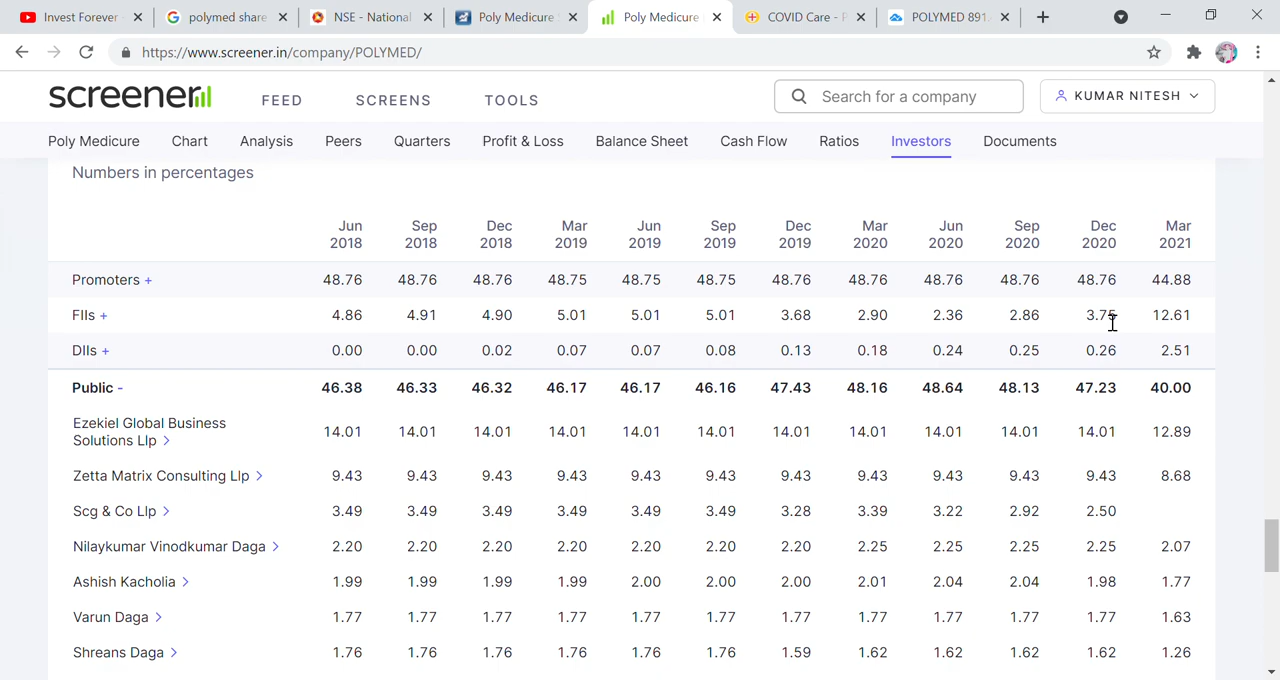 Invest Forever
polymed share
NSE - National
Poly Medicure
Poly Medicure
COVID Care - P
POLYMED 891.
https://www.screener.in/company/POLYMED/
screener
FEED
SCREENS
TOOLS
Search for a company
KUMAR NITESH
Poly Medicure Chart Analysis Peers Quarters Profit & Loss Balance Sheet Cash Flow Ratios Investors Documents
Numbers in percentages
Jun 2018 Sep 2018 Dec 2018 Mar 2019 Jun 2019 Sep 2019 Dec 2019 Mar 2020 Jun 2020 Sep 2020 Dec 2020 Mar 2021
Promoters + 48.76 48.76 48.76 48.75 48.75 48.75 48.76 48.76 48.76 48.76 48.76 44.88
FIIs + 4.86 4.91 4.90 5.01 5.01 5.01 3.68 2.90 2.36 2.86 3.75 12.61
DIIs + 0.00 0.00 0.02 0.07 0.07 0.08 0.13 0.18 0.24 0.25 0.26 2.51
Public - 46.38 46.33 46.32 46.17 46.17 46.16 47.43 48.16 48.64 48.13 47.23 40.00
Ezekiel Global Business
Solutions Llp > 14.01 14.01 14.01 14.01 14.01 14.01 14.01 14.01 14.01 14.01 14.01 12.89
Zetta Matrix Consulting Llp > 9.43 9.43 9.43 9.43 9.43 9.43 9.43 9.43 9.43 9.43 9.43 8.68
Scg & Co Llp > 3.49 3.49 3.49 3.49 3.49 3.49 3.28 3.39 3.22 2.92 2.50
Nilaykumar Vinodkumar Daga > 2.20 2.20 2.20 2.20 2.20 2.20 2.20 2.25 2.25 2.25 2.25 2.07
Ashish Kacholia > 1.99 1.99 1.99 1.99 2.00 2.00 2.00 2.01 2.04 2.04 1.98 1.77
Varun Daga > 1.77 1.77 1.77 1.77 1.77 1.77 1.77 1.77 1.77 1.77 1.77 1.63
Shreans Daga > 1.76 1.76 1.76 1.76 1.76 1.76 1.59 1.62 1.62 1.62 1.62 1.26